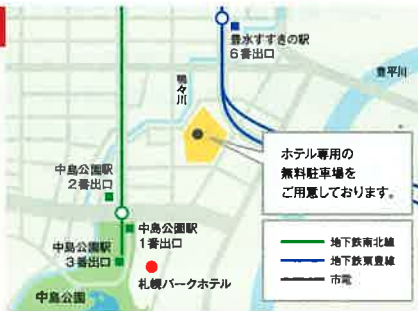 豊水すすきの駅
6番出口
豊平川
鴨々川
ホテル専用の
無料駐車場を
ご用意しております。
中島公園駅
2番出口
中島公園駅
1番出口
中島公園駅
3番出口
札幌パークホテル
中島公園
地下鉄南北線
地下鉄東豊線
市電